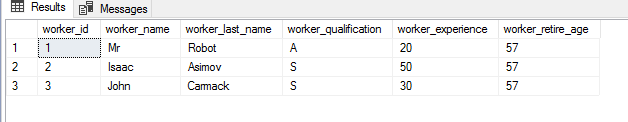 Results Messages
worker_id worker_name worker_last_name worker_qualification worker_experience worker_retire_age
1 1 Mr Robot A 20 57
2 2 Isaac Asimov S 50 57
3 3 John Carmack S 30 57